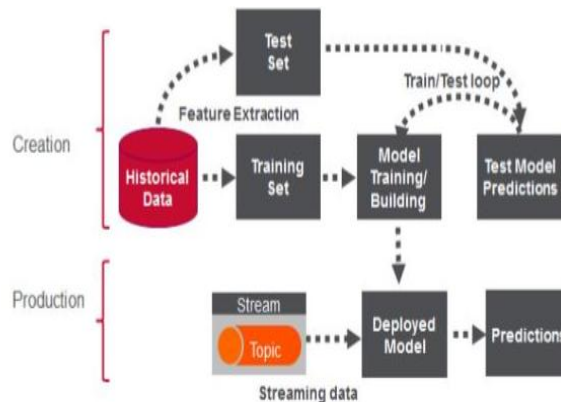 Test
Set
Train/Test loop
Feature Extraction
Creation
Historical
Data
Training
Set
Model
Training/
Building
Test Model
Predictions
Production
Stream
Topic
Deployed
Model
Predictions
Streaming data